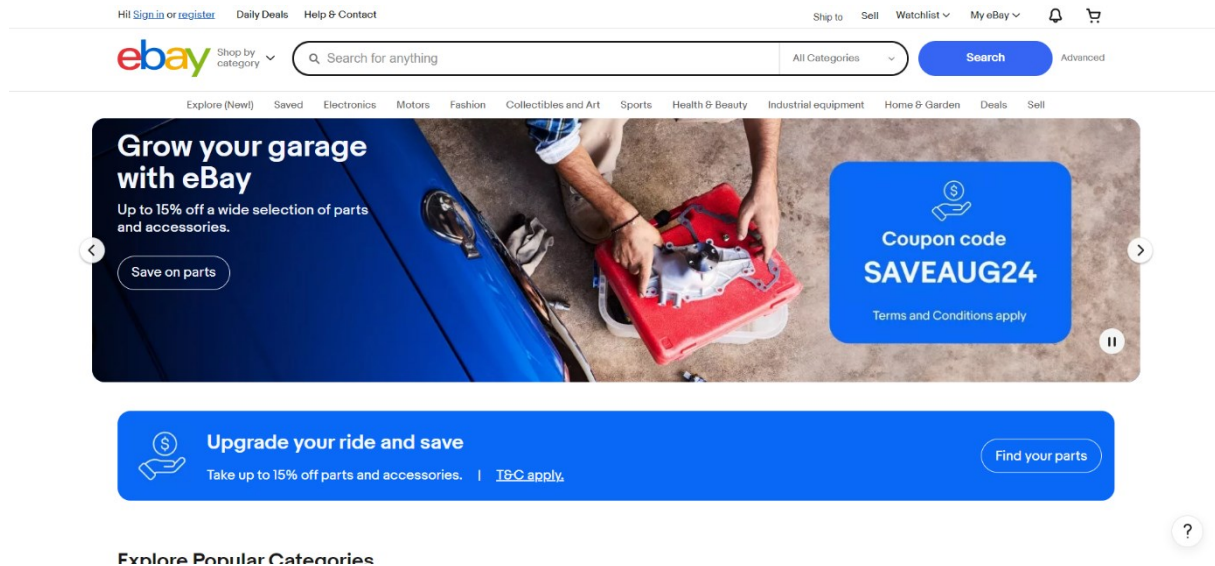 Hi! Sign in or register Daily Deals Help & Contact Ship to Sell Watchlist My eBay
ebay Shop by category Search for anything All Categories Search Advanced
Explore (New!) Saved Electronics Motors Fashion Collectibles and Art Sports Health & Beauty Industrial equipment Home & Garden Deals Sell
Grow your garage
with eBay
Up to 15% off a wide selection of parts
and accessories.
Save on parts
Coupon code
SAVEAUG24
Terms and Conditions apply
Upgrade your ride and save
Take up to 15% off parts and accessories. | T&C apply.
Find your parts
?
Explore Popular Categories